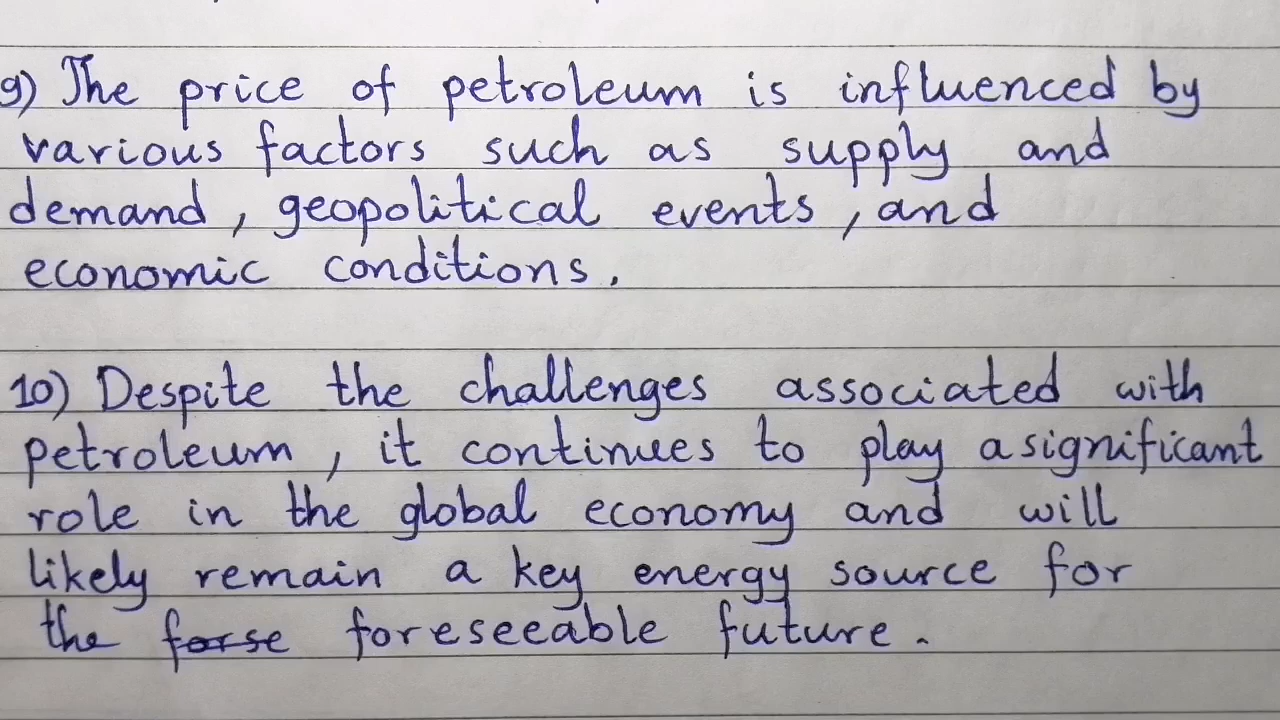 9) The price of petroleum is influenced by
various factors such as supply and
demand, geopolitical events, and
economic conditions.
10) Despite the challenges associated with
petroleum, it continues to play a significant
role in the global economy and will
likely remain a key energy source for
the forse foreseeable future.